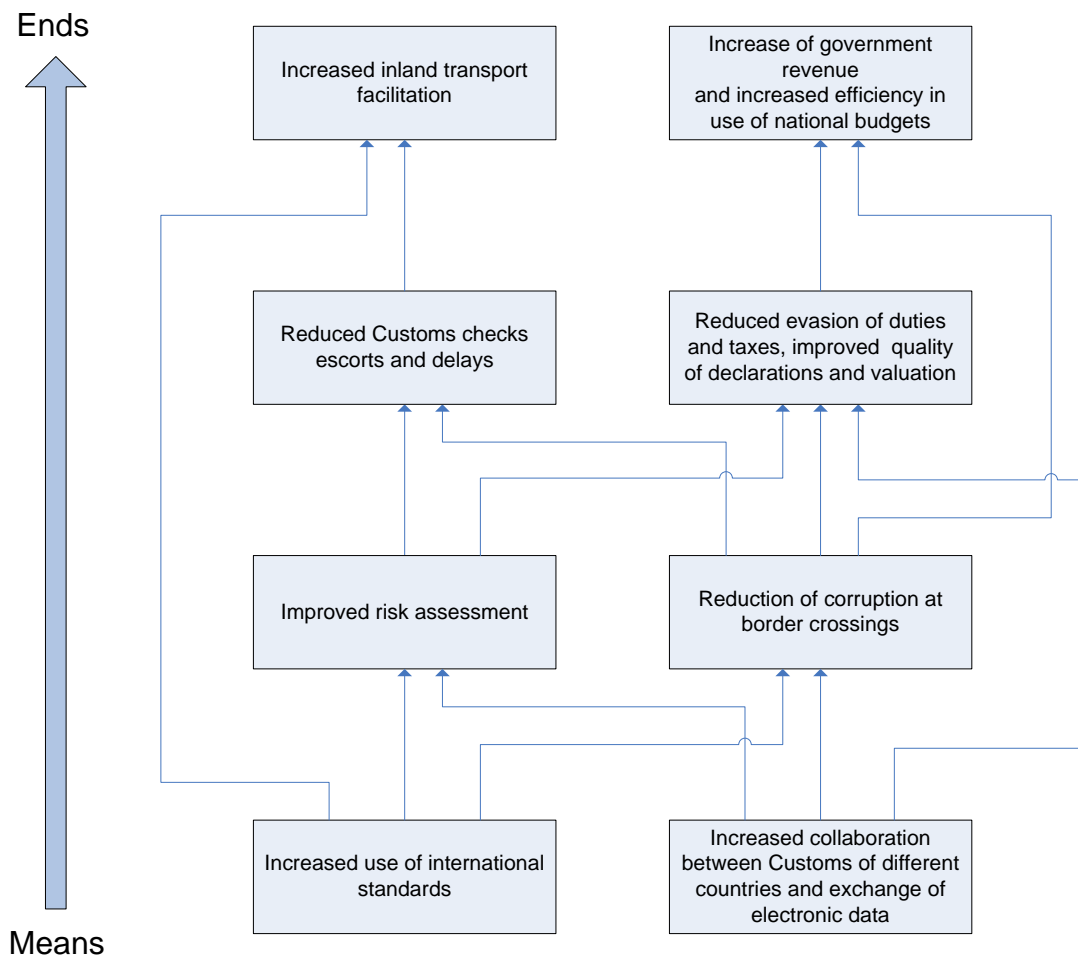 Ends
Increased inland transport
facilitation
Increase of government
revenue
and increased efficiency in
use of national budgets
Reduced Customs checks
escorts and delays
Reduced evasion of duties
and taxes, improved  quality
of declarations and valuation
Improved risk assessment
Reduction of corruption at
border crossings
Increased use of international
standards
Increased collaboration
between Customs of different
countries and exchange of
electronic data
Means